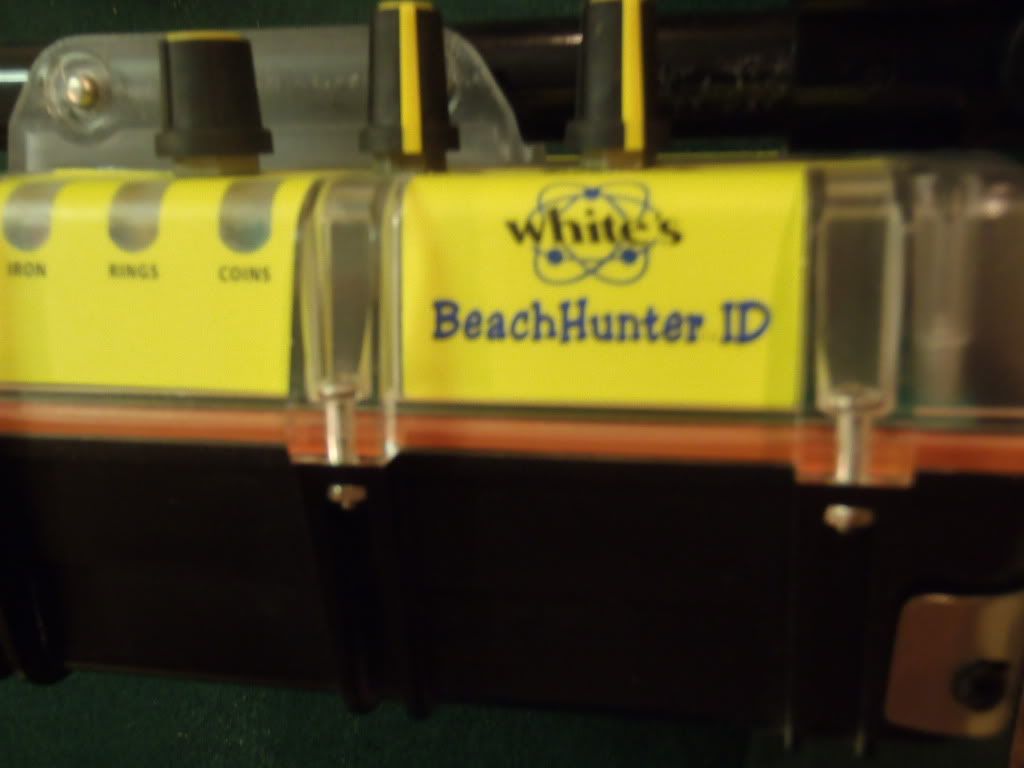 IRON RINGS COINS
white's
BeachHunter ID